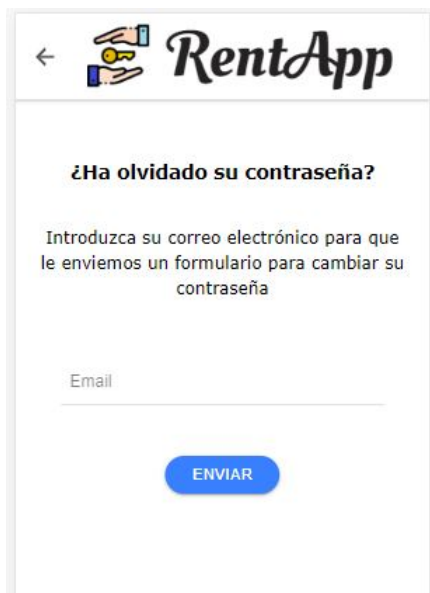 RentApp
¿Ha olvidado su contraseña?
Introduzca su correo electrónico para que
le enviemos un formulario para cambiar su
contraseña
Email
ENVIAR